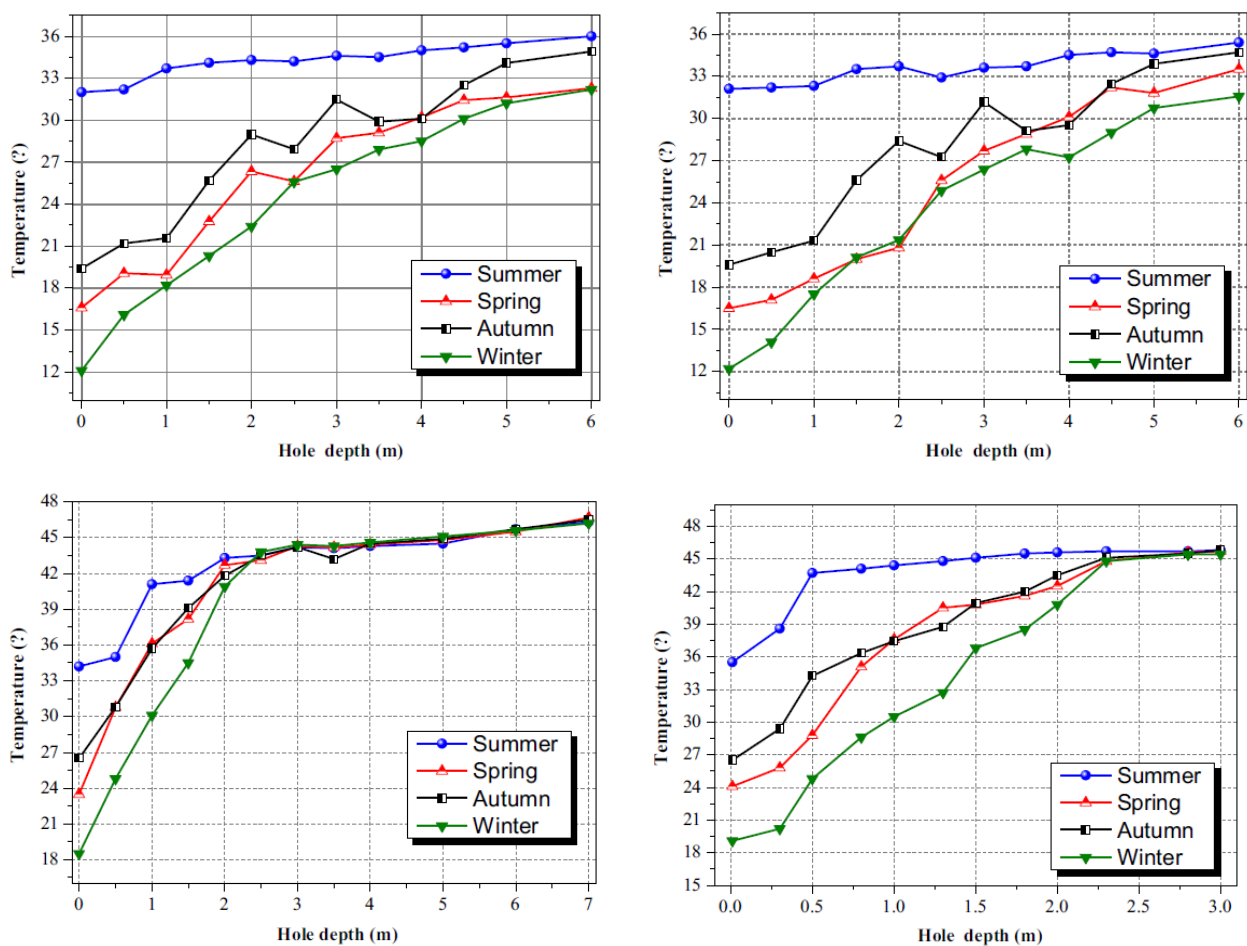 36
33
30
27
24
21
18
15
12
Temperature (?)
0 1 2 3 4 5 6
Hole depth (m)
Summer
Spring
Autumn
Winter
36
33
30
27
24
21
18
15
12
Temperature (?)
0 1 2 3 4 5 6
Hole depth (m)
Summer
Spring
Autumn
Winter
48
45
42
39
36
33
30
27
24
21
18
Temperature (?)
0 1 2 3 4 5 6 7
Hole depth (m)
Summer
Spring
Autumn
Winter
48
45
42
39
36
33
30
27
24
21
18
15
Temperature (?)
0.0 0.5 1.0 1.5 2.0 2.5 3.0
Hole depth (m)
Summer
Spring
Autumn
Winter